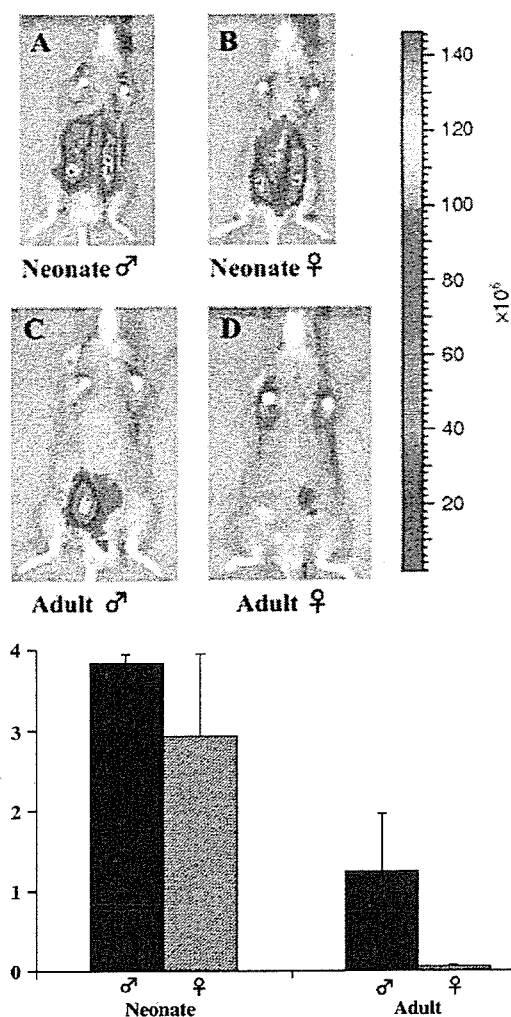 A
B
Neonate ♂
Neonate ♀
C
D
Adult ♂
Adult ♀
140
120
100
80
60
40
20
×10⁶
4
3
2
1
0
♂ ♀ ♂ ♀
Neonate Adult